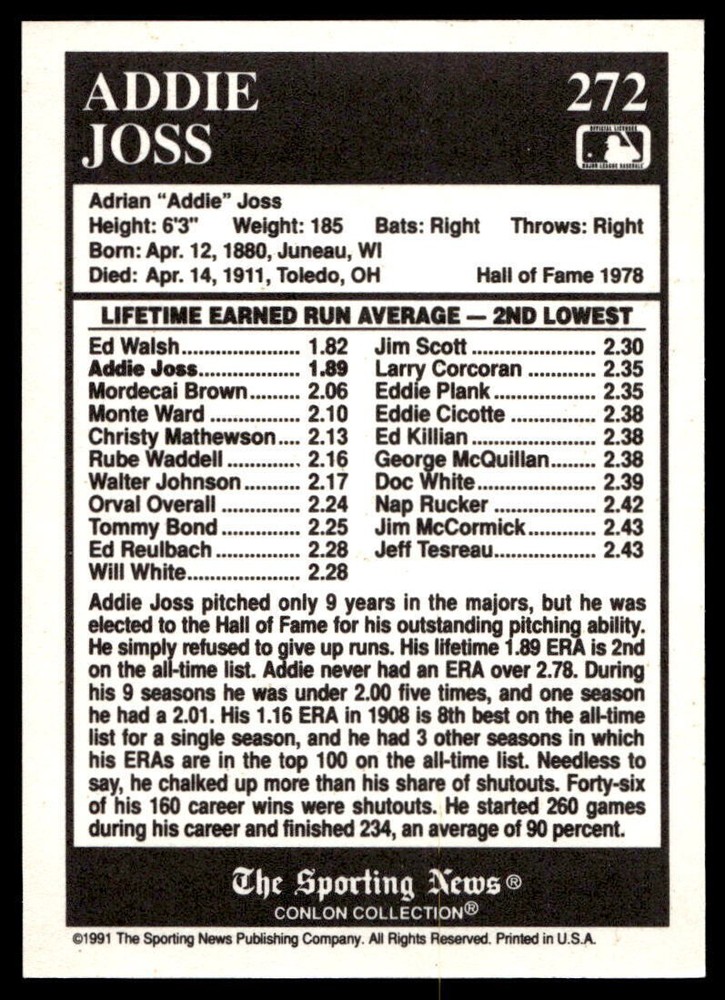 ADDIE
JOSS
272
OFFICIAL LICENSEE
MAJOR LEAGUE BASEBALL
Adrian “Addie” Joss
Height: 6'3" Weight: 185 Bats: Right Throws: Right
Born: Apr. 12, 1880, Juneau, WI
Died: Apr. 14, 1911, Toledo, OH Hall of Fame 1978
LIFETIME EARNED RUN AVERAGE — 2ND LOWEST
Ed Walsh..................... 1.82
Addie Joss.................. 1.89
Mordecai Brown......... 2.06
Monte Ward ................ 2.10
Christy Mathewson.... 2.13
Rube Waddell ............. 2.16
Walter Johnson........... 2.17
Orval Overall ............... 2.24
Tommy Bond .............. 2.25
Ed Reulbach ............... 2.28
Will White.................... 2.28
Jim Scott ...................... 2.30
Larry Corcoran ............. 2.35
Eddie Plank................... 2.35
Eddie Cicotte ................ 2.38
Ed Killian ...................... 2.38
George McQuillan........ 2.38
Doc White...................... 2.39
Nap Rucker ................... 2.42
Jim McCormick............. 2.43
Jeff Tesreau................... 2.43
Addie Joss pitched only 9 years in the majors, but he was
elected to the Hall of Fame for his outstanding pitching ability.
He simply refused to give up runs. His lifetime 1.89 ERA is 2nd
on the all-time list. Addie never had an ERA over 2.78. During
his 9 seasons he was under 2.00 five times, and one season
he had a 2.01. His 1.16 ERA in 1908 is 8th best on the all-time
list for a single season, and he had 3 other seasons in which
his ERAs are in the top 100 on the all-time list. Needless to
say, he chalked up more than his share of shutouts. Forty-six
of his 160 career wins were shutouts. He started 260 games
during his career and finished 234, an average of 90 percent.
The Sporting News®
CONLON COLLECTION®
©1991 The Sporting News Publishing Company. All Rights Reserved. Printed in U.S.A.